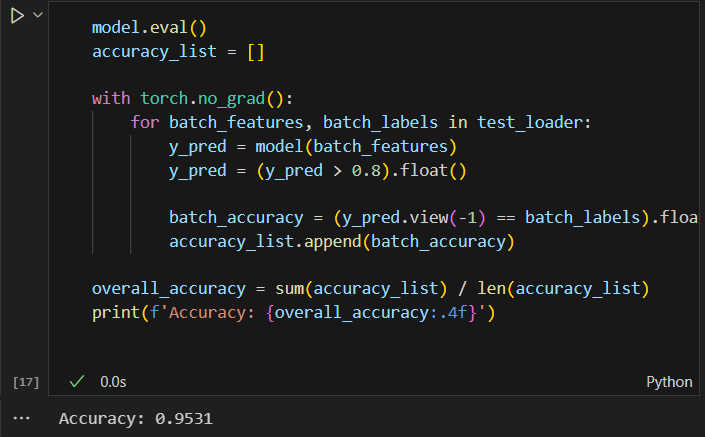 model.eval()
accuracy_list = []
with torch.no_grad():
for batch_features, batch_labels in test_loader:
y_pred = model(batch_features)
y_pred = (y_pred > 0.8).float()
batch_accuracy = (y_pred.view(-1) == batch_labels).floa
accuracy_list.append(batch_accuracy)
overall_accuracy = sum(accuracy_list) / len(accuracy_list)
print(f'Accuracy: {overall_accuracy:.4f}')
[17] 0.0s Python
... Accuracy: 0.9531